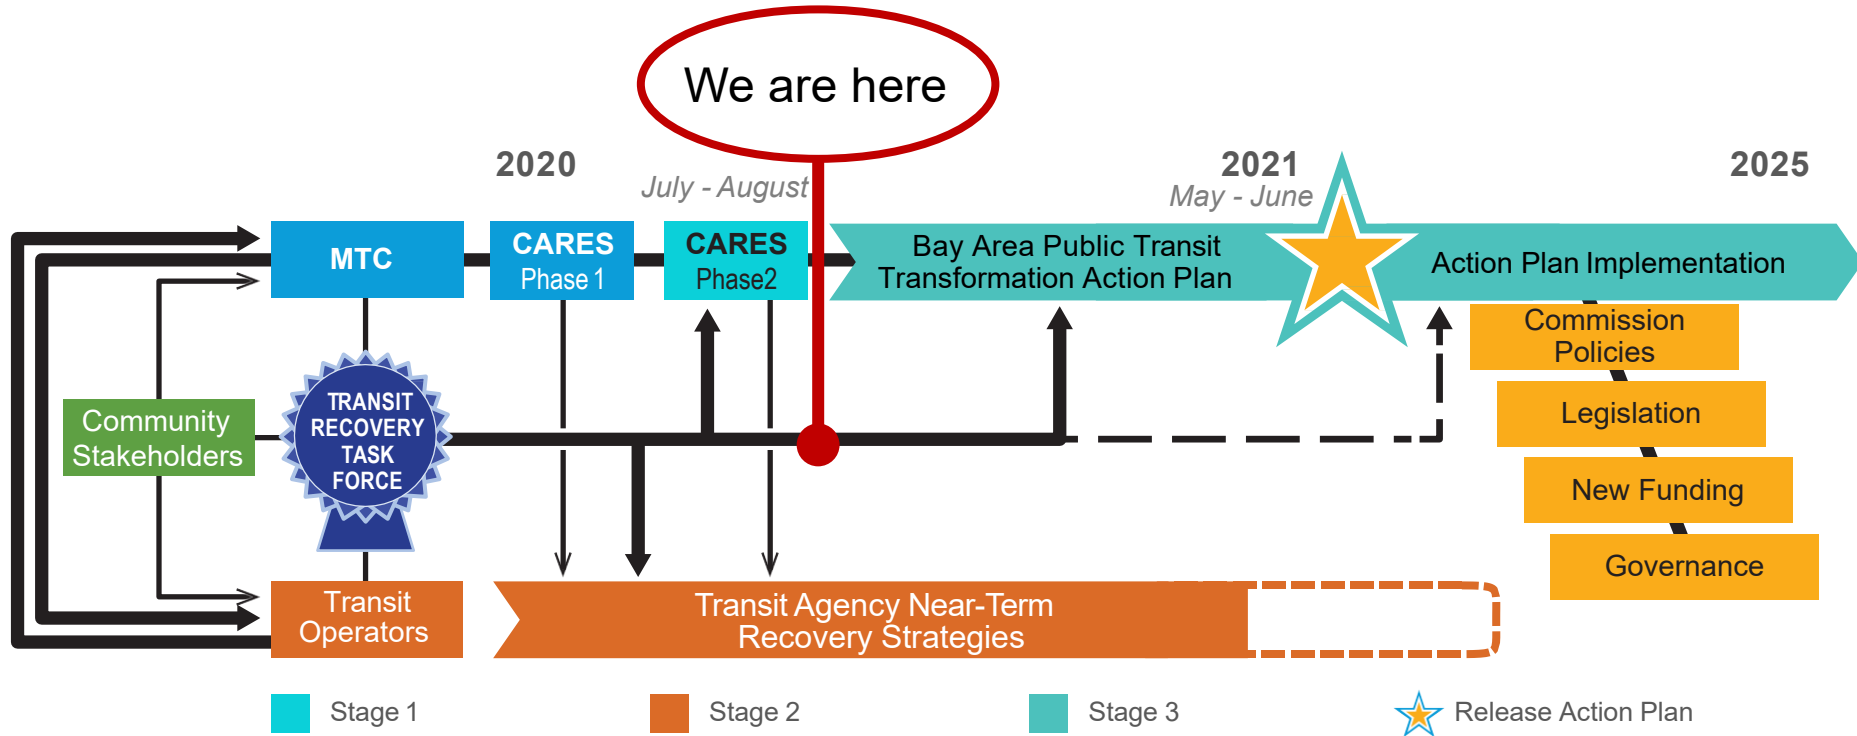 We are here
2020
2021
2025
July - August
May - June
MTC
CARES
Phase 1
CARES
Phase2
Bay Area Public Transit
Transformation Action Plan
Action Plan Implementation
Commission
Policies
Legislation
New Funding
Governance
Community
Stakeholders
TRANSIT
RECOVERY
TASK
FORCE
Transit
Operators
Transit Agency Near-Term
Recovery Strategies
Stage 1
Stage 2
Stage 3
Release Action Plan